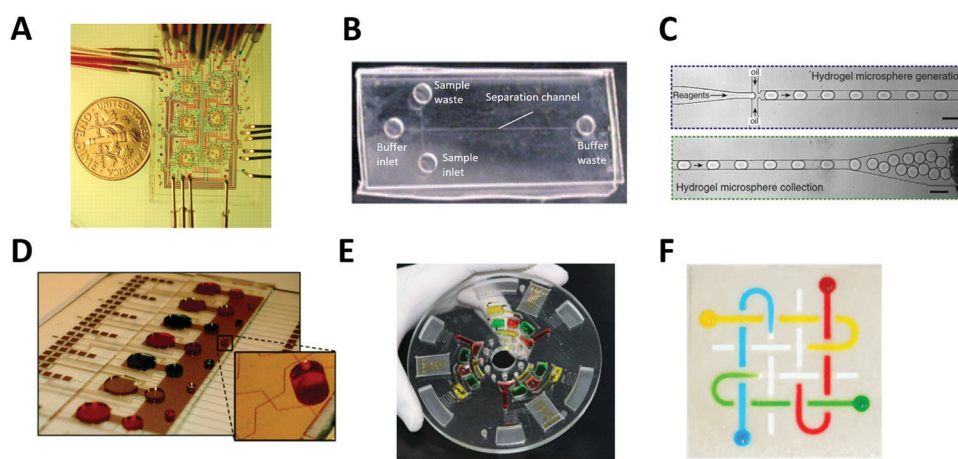 A
B
C
Sample
waste
Separation channel
Buffer
inlet
Sample
inlet
Buffer
waste
oil
Hydrogel microsphere generation
Reagents
oil
Hydrogel microsphere collection
D
E
F